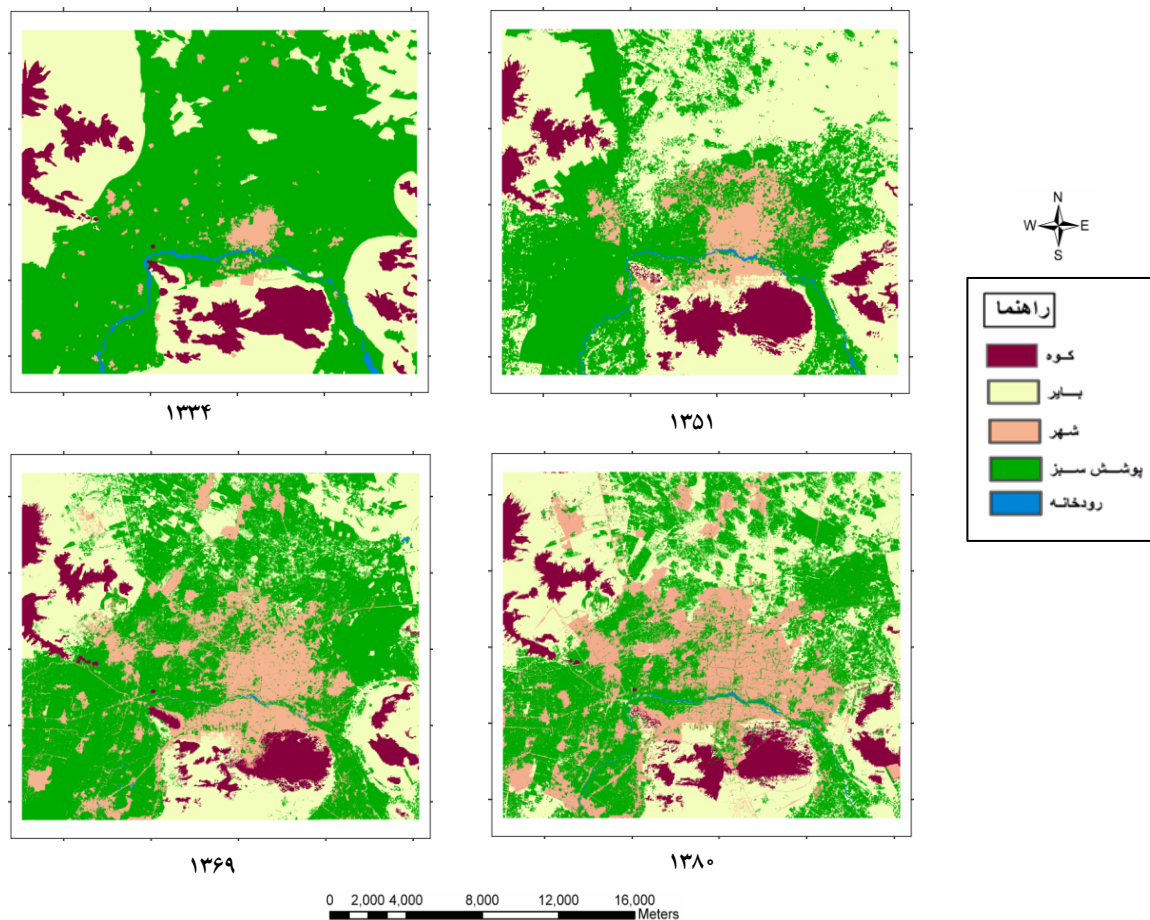 ۱۳۳۴
۱۳۵۱
N
W E
S
راهنما
کوه
بایر
شهر
پوشش سبز
رودخانه
۱۳۶۹
۱۳۸۰
0 2,000 4,000 8,000 12,000 16,000
Meters